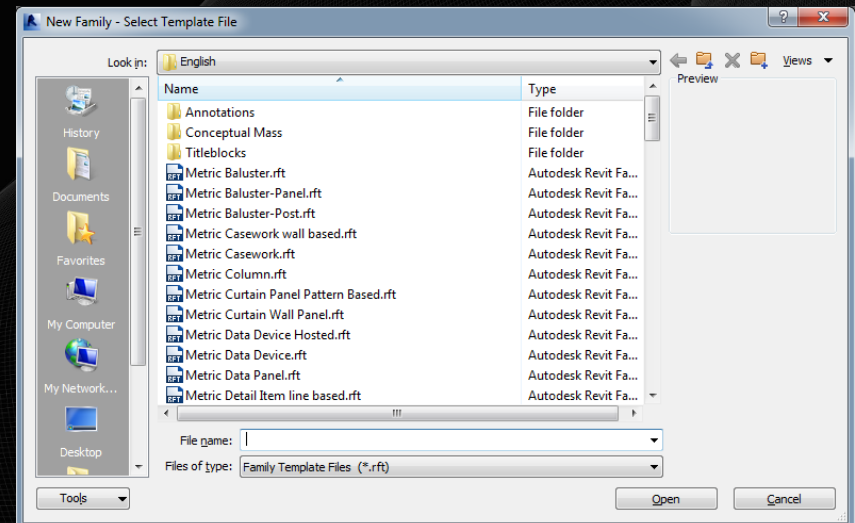 New Family - Select Template File
Look in: English
Views
Preview
Name Type
Annotations File folder
Conceptual Mass File folder
Titleblocks File folder
Metric Baluster.rft Autodesk Revit Fa...
Metric Baluster-Panel.rft Autodesk Revit Fa...
Metric Baluster-Post.rft Autodesk Revit Fa...
Metric Casework wall based.rft Autodesk Revit Fa...
Metric Casework.rft Autodesk Revit Fa...
Metric Column.rft Autodesk Revit Fa...
Metric Curtain Panel Pattern Based.rft Autodesk Revit Fa...
Metric Curtain Wall Panel.rft Autodesk Revit Fa...
Metric Data Device Hosted.rft Autodesk Revit Fa...
Metric Data Device.rft Autodesk Revit Fa...
Metric Data Panel.rft Autodesk Revit Fa...
Metric Detail Item line based.rft Autodesk Revit Fa...
History
Documents
Favorites
My Computer
My Network...
Desktop
File name:
Files of type: Family Template Files (*.rft)
Tools
Open
Cancel